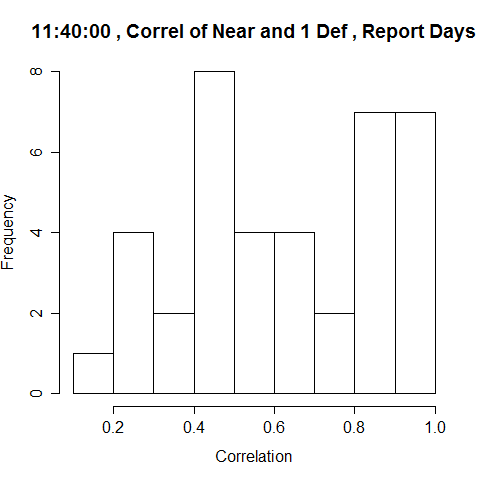 11:40:00 , Correl of Near and 1 Def , Report Days
8
6
4
2
0
Frequency
0.2 0.4 0.6 0.8 1.0
Correlation